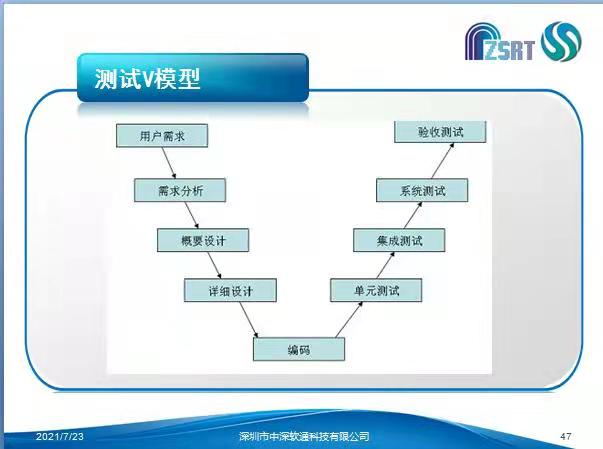 ZSRT
测试V模型
用户需求
验收测试
需求分析
系统测试
概要设计
集成测试
详细设计
单元测试
编码
2021/7/23
深圳市中深软通科技有限公司
47